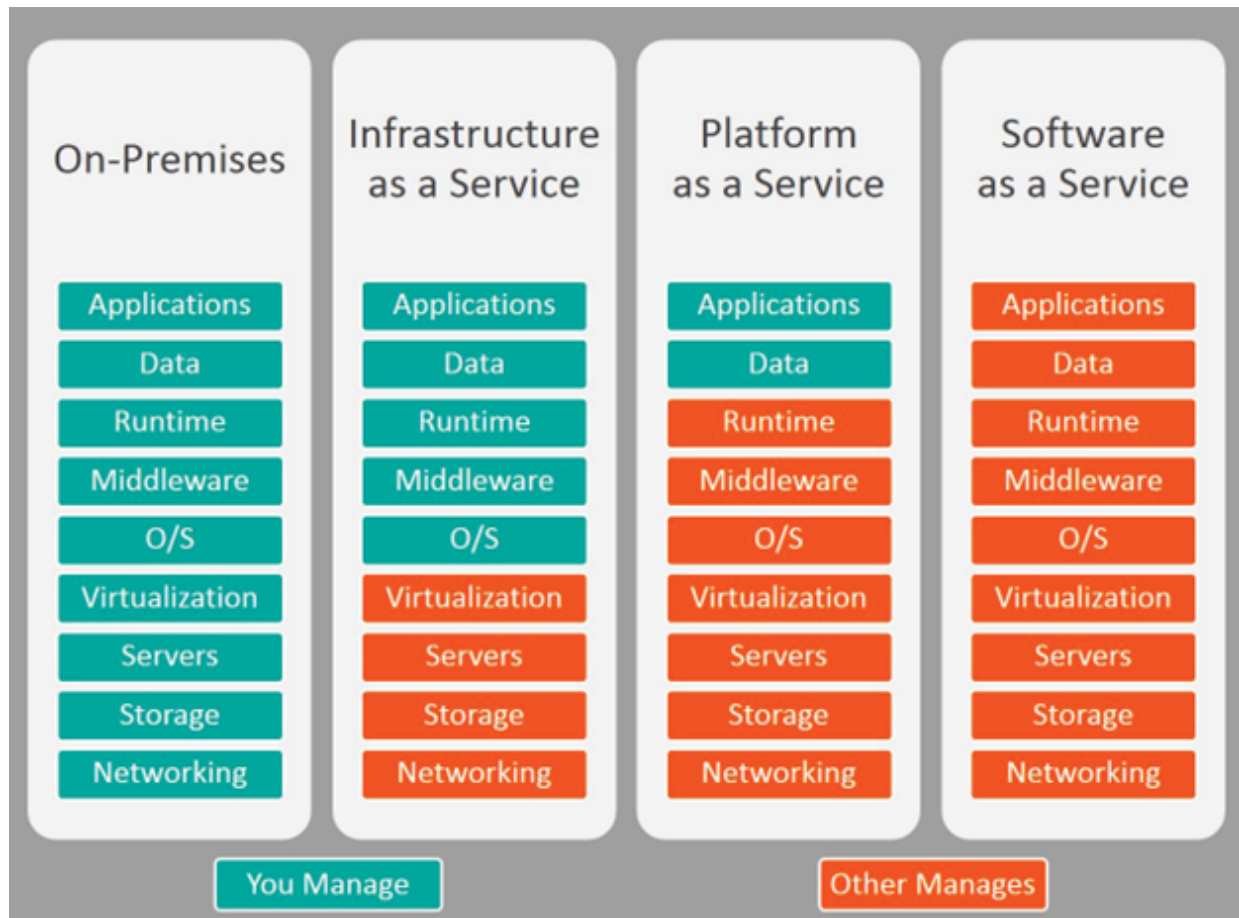 On-Premises
Applications
Data
Runtime
Middleware
O/S
Virtualization
Servers
Storage
Networking
Infrastructure
as a Service
Applications
Data
Runtime
Middleware
O/S
Virtualization
Servers
Storage
Networking
Platform
as a Service
Applications
Data
Runtime
Middleware
O/S
Virtualization
Servers
Storage
Networking
Software
as a Service
Applications
Data
Runtime
Middleware
O/S
Virtualization
Servers
Storage
Networking
You Manage
Other Manages